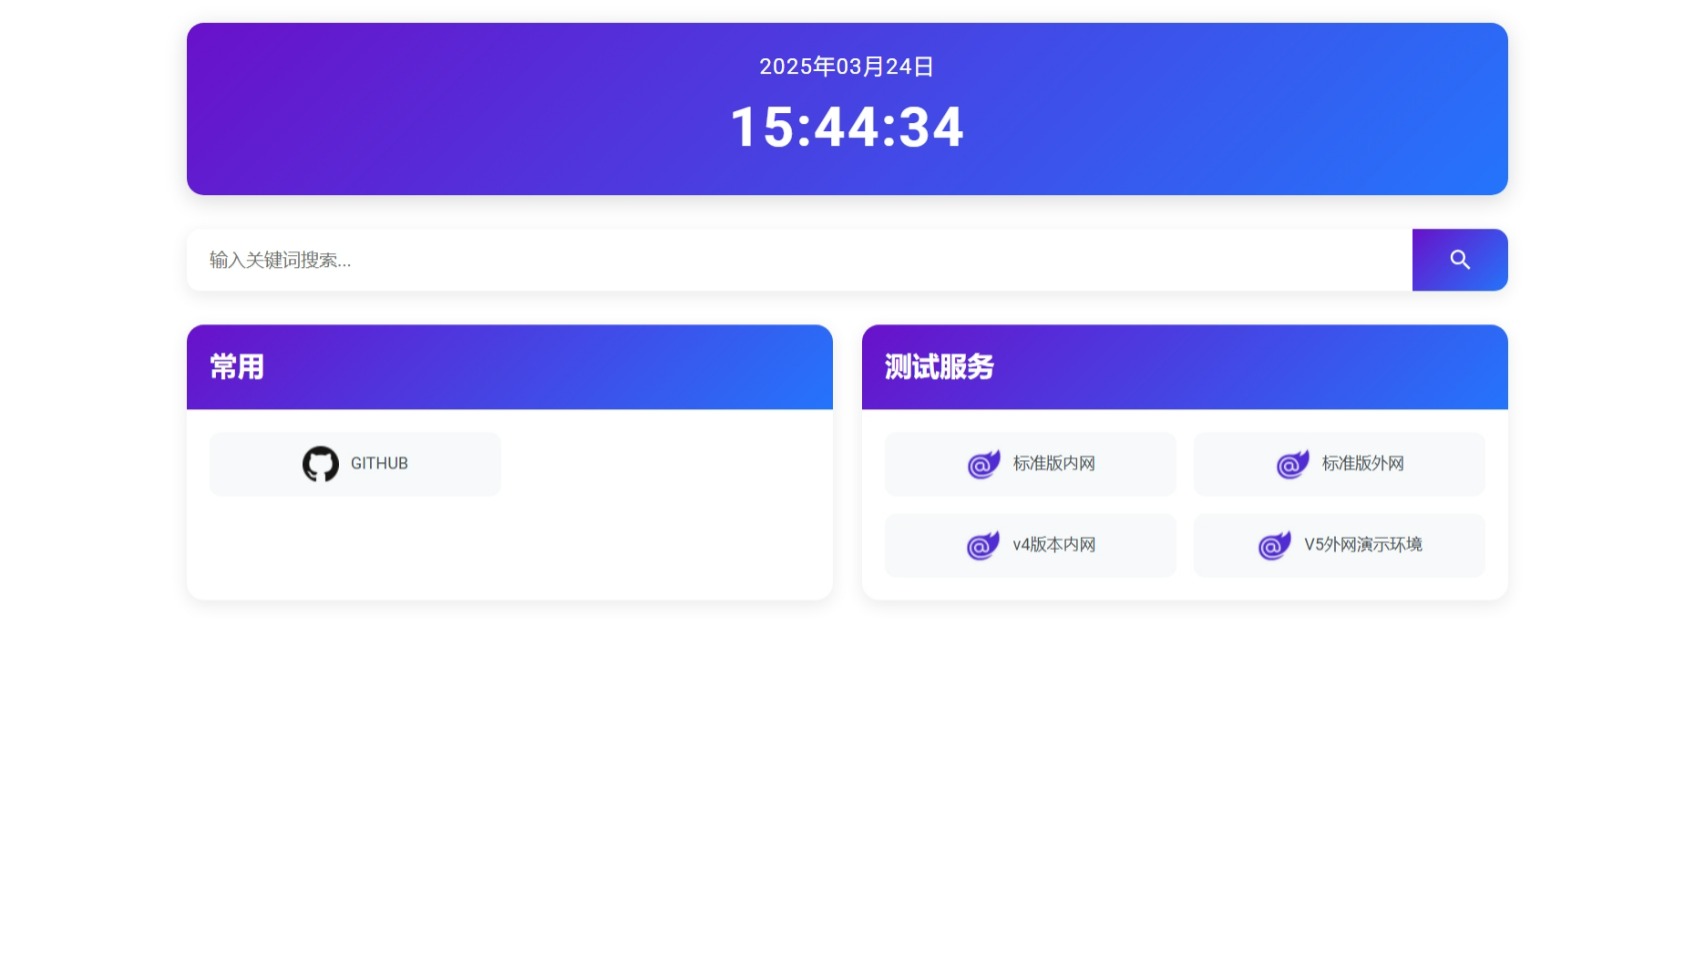 2025年03月24日
15:44:34
输入关键词搜索...
常用
GITHUB
测试服务
标准版内网
标准版外网
v4版本内网
V5外网演示环境